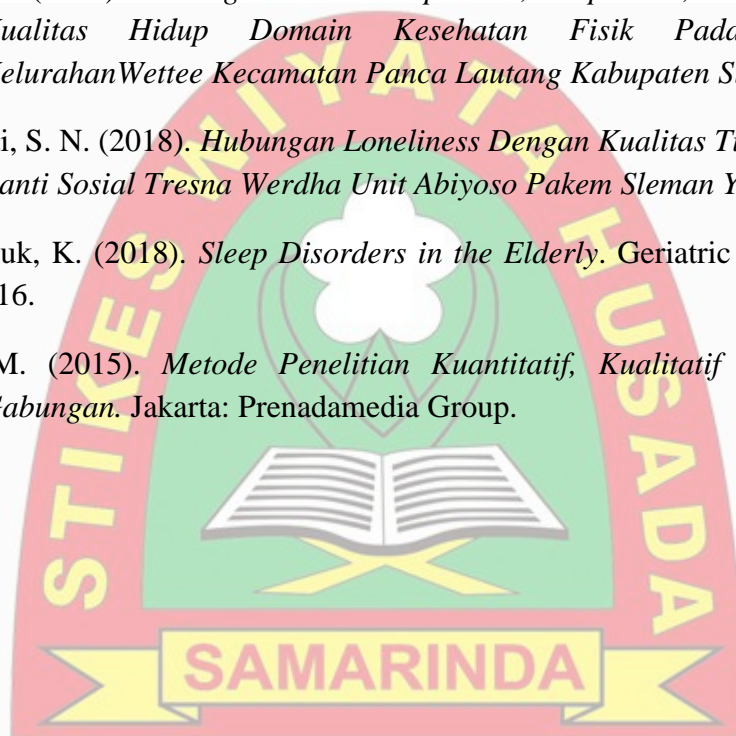 Kualitas Hidup Domain Kesehatan Fisik Pada
KelurahanWettee Kecamatan Panca Lautang Kabupaten
i, S. N. (2018). Hubungan Loneliness Dengan Kualitas
anti Sosial Tresna Werdha Unit Abiyoso Pakem Sleman
uk, K. (2018). Sleep Disorders in the Elderly. Geriatric
16.
M. (2015). Metode Penelitian Kuantitatif, Kualitatif
Gabungan. Jakarta: Prenadamedia Group.
STIKES WIYATA HUSADA
SAMARINDA